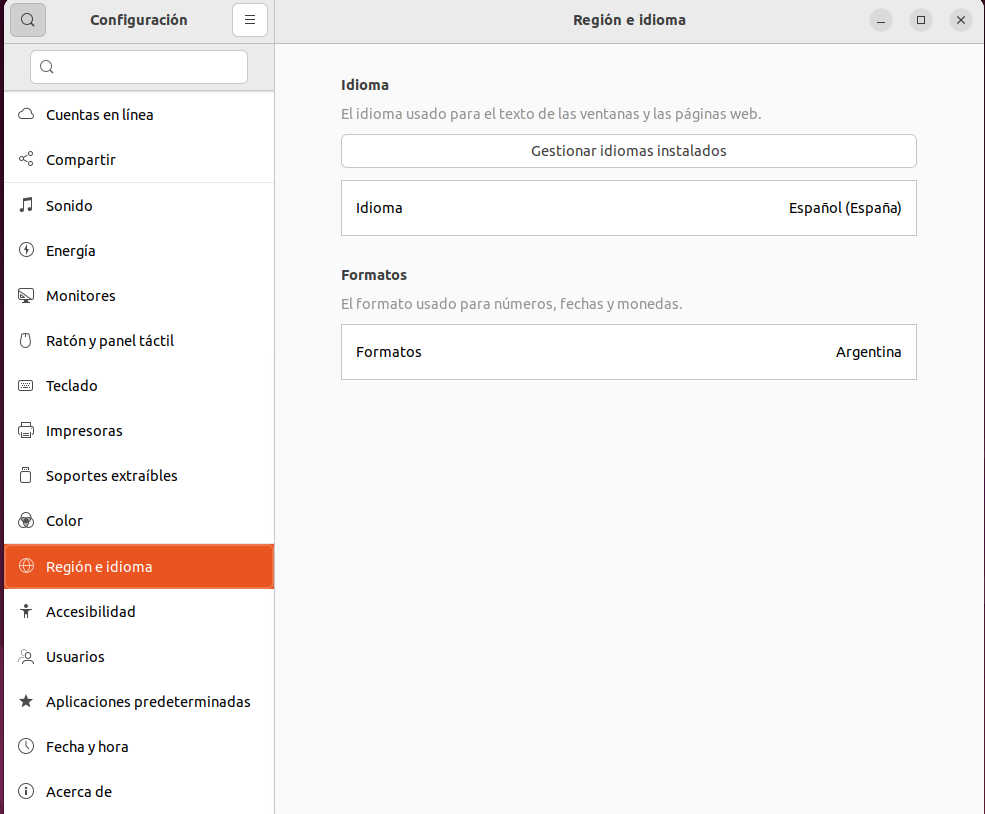 Configuración
Región e idioma
Cuentas en línea
Compartir
Sonido
Energía
Monitores
Ratón y panel táctil
Teclado
Impresoras
Soportes extraíbles
Color
Región e idioma
Accesibilidad
Usuarios
Aplicaciones predeterminadas
Fecha y hora
Acerca de
Idioma
El idioma usado para el texto de las ventanas y las páginas web.
Gestionar idiomas instalados
Idioma Español (España)
Formatos
El formato usado para números, fechas y monedas.
Formatos Argentina